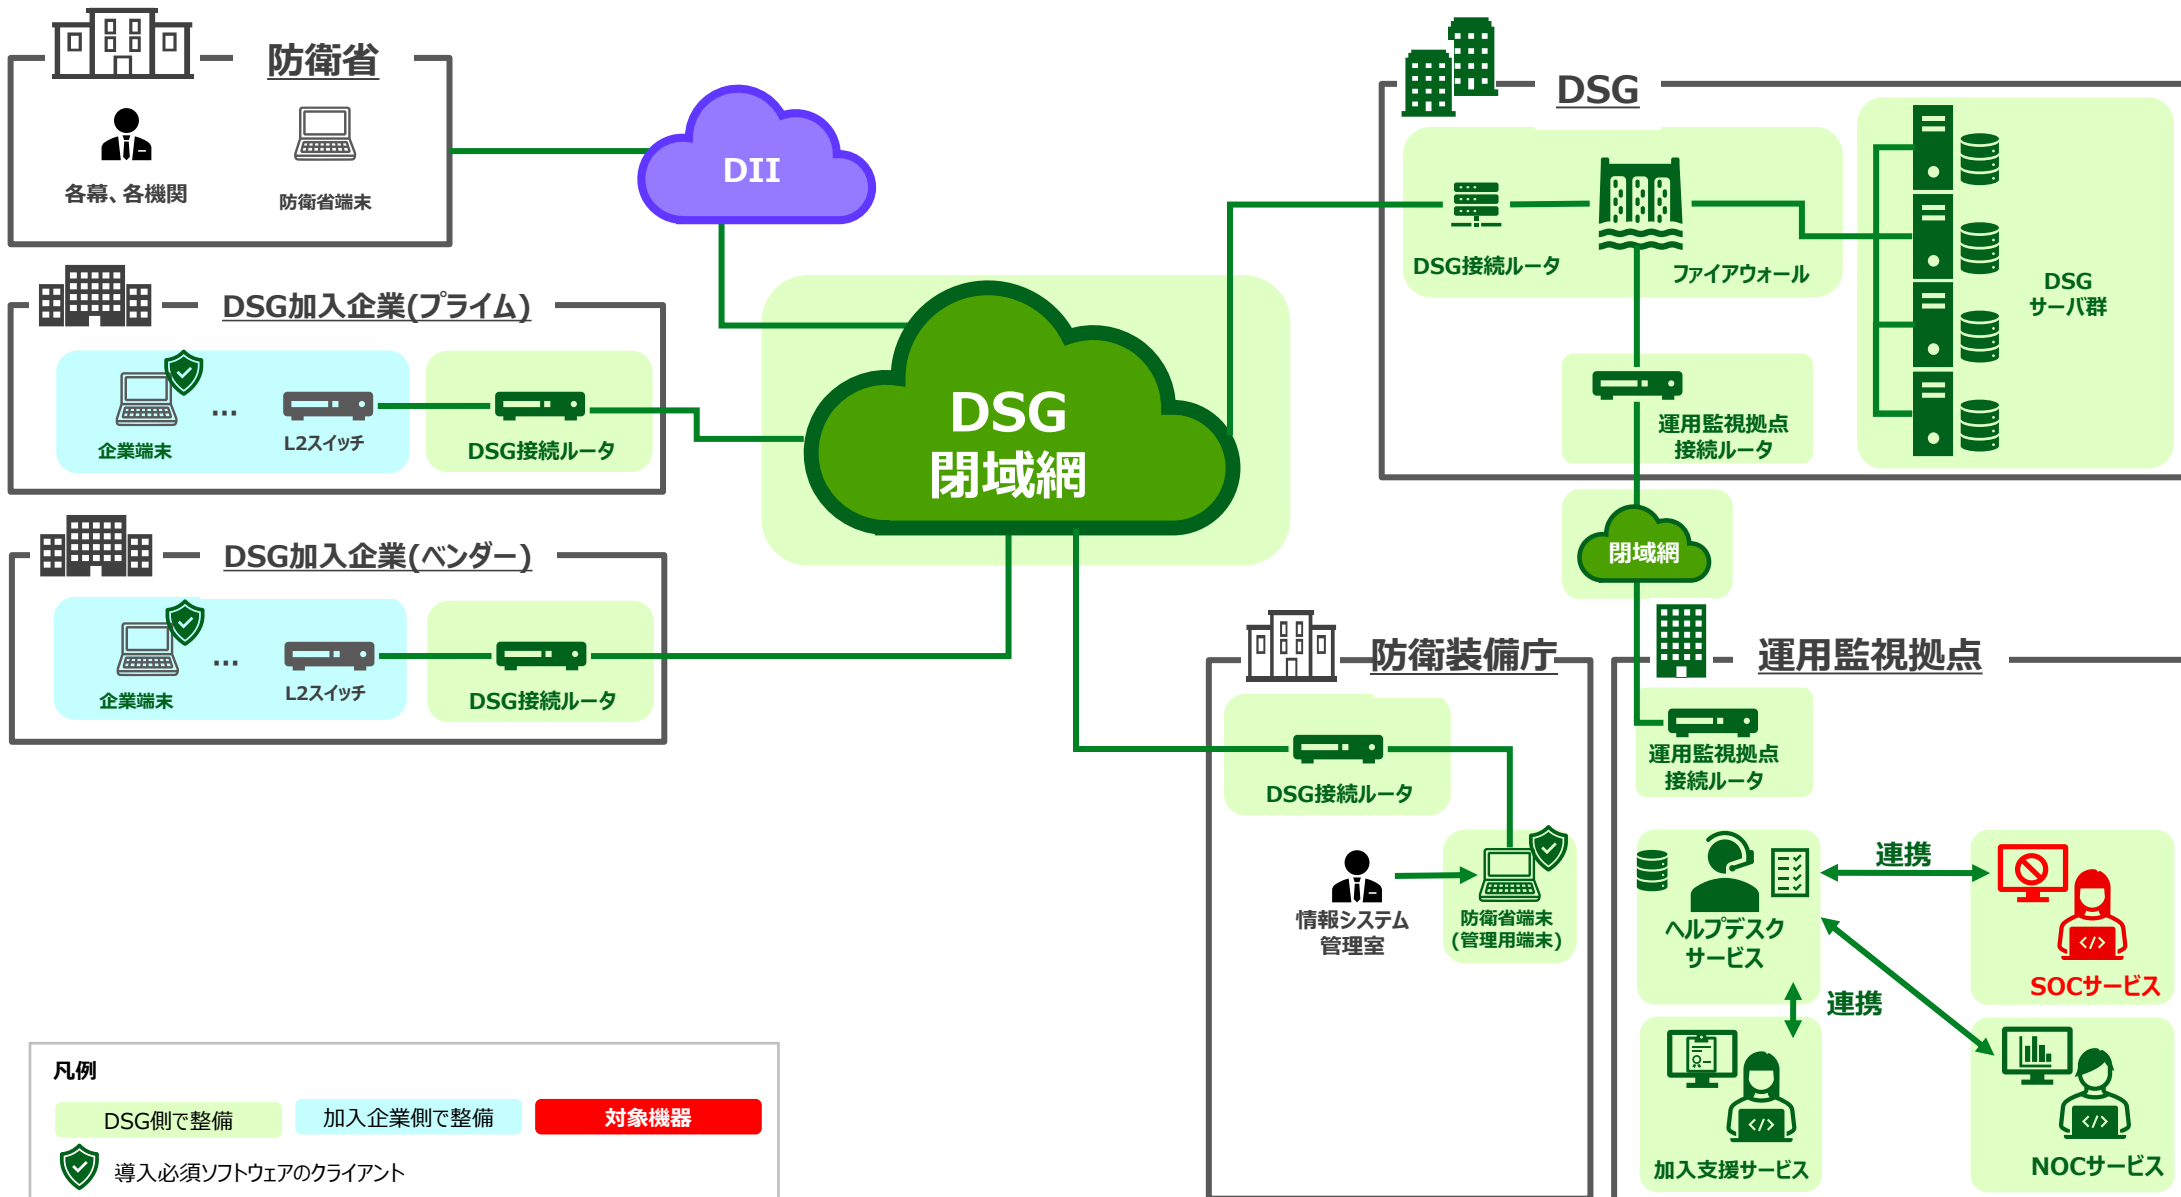 防衛省
各幕、各機関
防衛省端末
DII
DSG
DSG接続ルータ
ファイアウォール
DSG
サーバ群
運用監視拠点
接続ルータ
DSG加入企業(プライム)
企業端末
...
L2スイッチ
DSG接続ルータ
DSG
閉域網
DSG加入企業(ベンダー)
企業端末
...
L2スイッチ
DSG接続ルータ
閉域網
防衛装備庁
DSG接続ルータ
情報システム
管理室
防衛省端末
(管理用端末)
運用監視拠点
運用監視拠点
接続ルータ
ヘルプデスク
サービス
連携
SOCサービス
連携
加入支援サービス
NOCサービス
凡例
DSG側で整備
加入企業側で整備
対象機器
導入必須ソフトウェアのクライアント